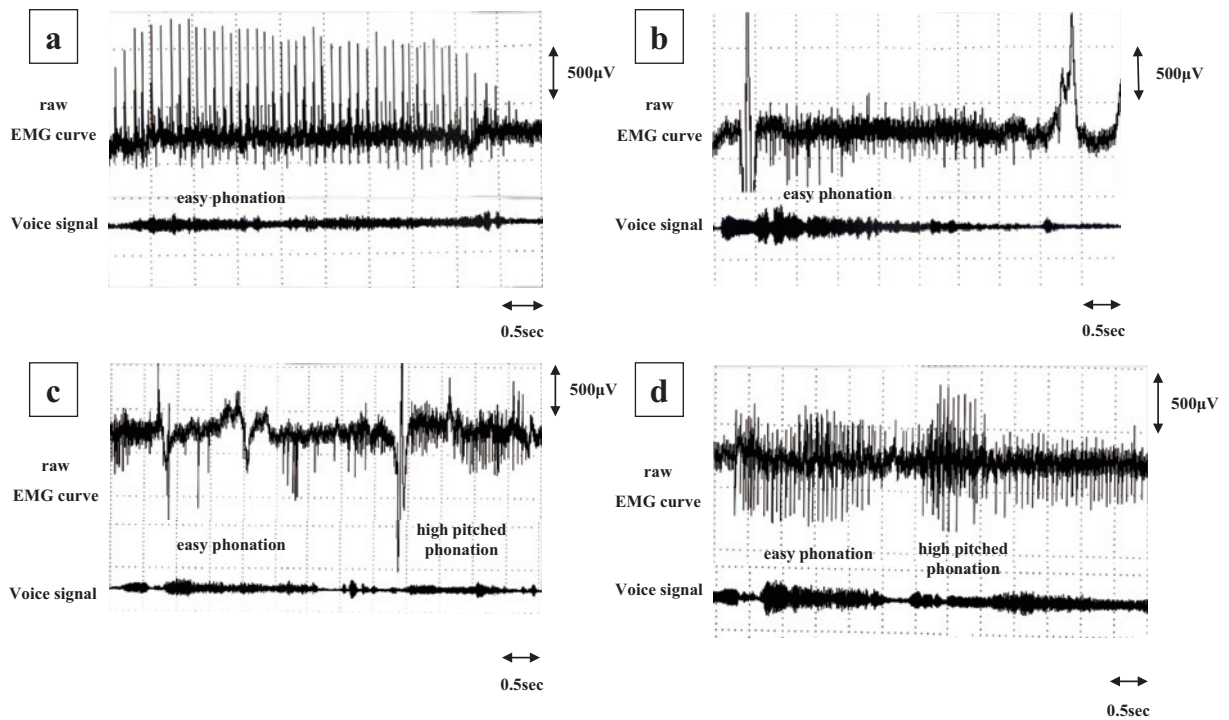 a
500μV
raw
EMG curve
easy phonation
Voice signal
0.5sec
b
500μV
raw
EMG curve
easy phonation
Voice signal
0.5sec
c
500μV
raw
EMG curve
easy phonation
high pitched
phonation
Voice signal
0.5sec
d
500μV
raw
EMG curve
easy phonation
high pitched
phonation
Voice signal
0.5sec